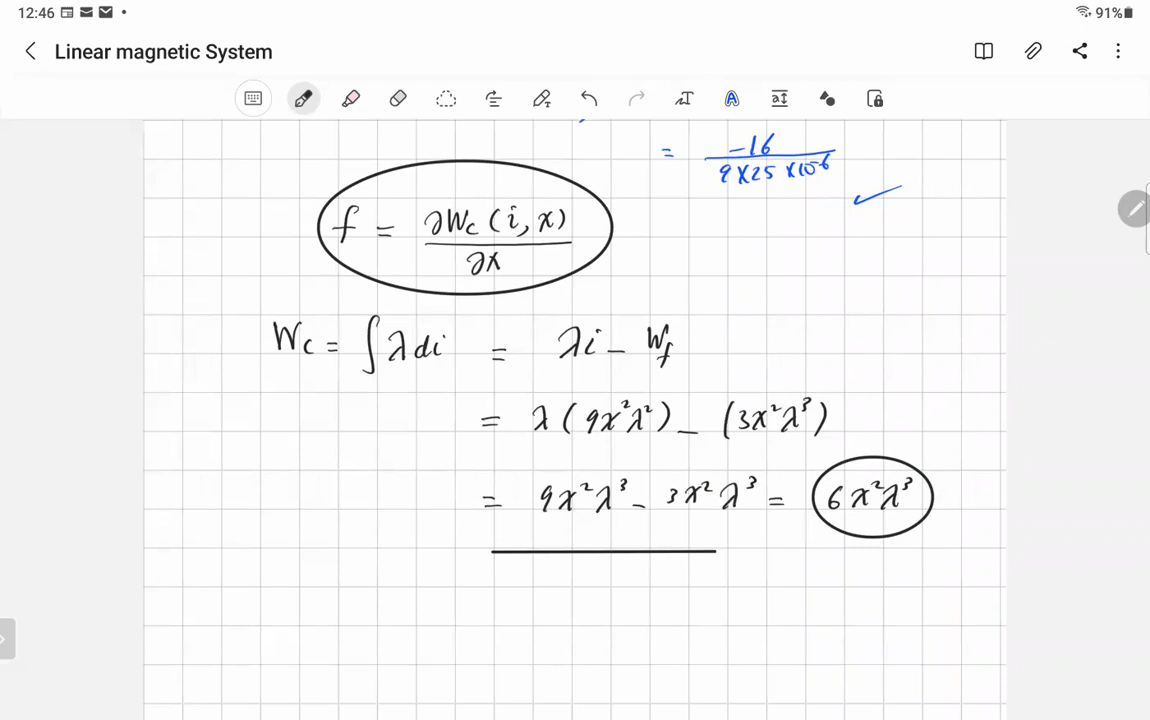 12:46 91%
Linear magnetic System
= -16 / 9 x 25 x 10^-6
f = ∂Wc (i, x) / ∂x
Wc = ∫ λ di = λi - Wf
= λ ( 9x²λ² ) - (3x²λ³)
= 9x²λ³ - 3x²λ³ = 6x²λ³